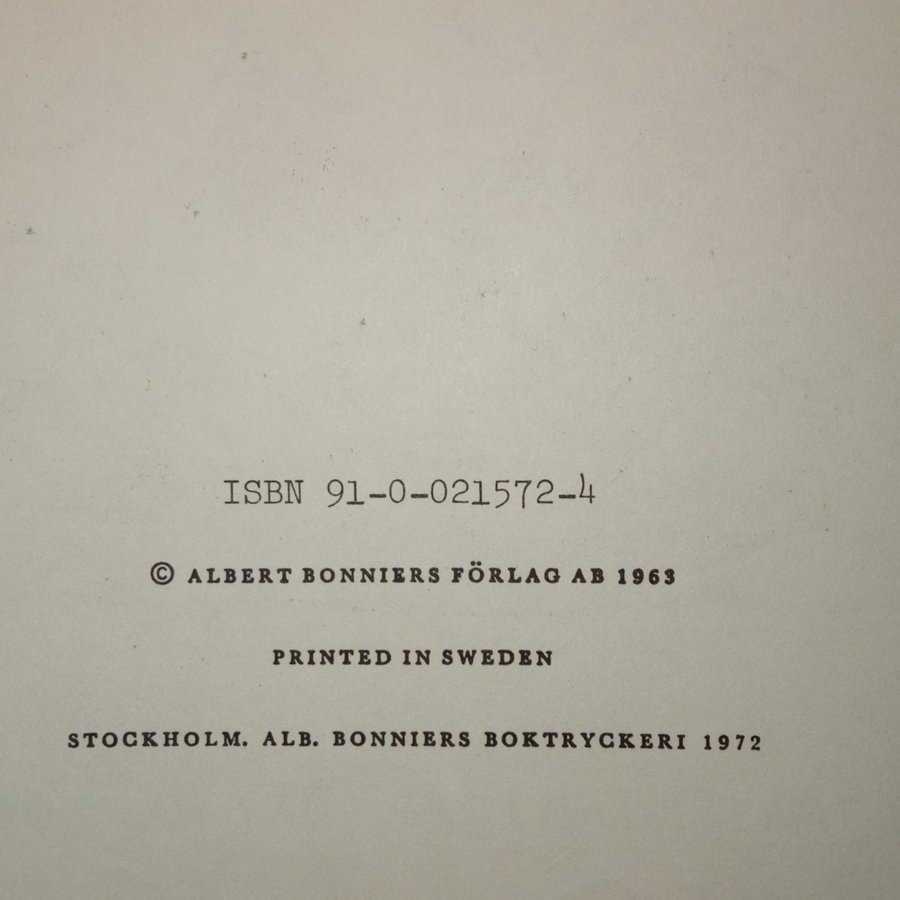 ISBN 91-0-021572-4
© ALBERT BONNIERS FÖRLAG AB 1963
PRINTED IN SWEDEN
STOCKHOLM. ALB. BONNIERS BOKTRYCKERI 1972